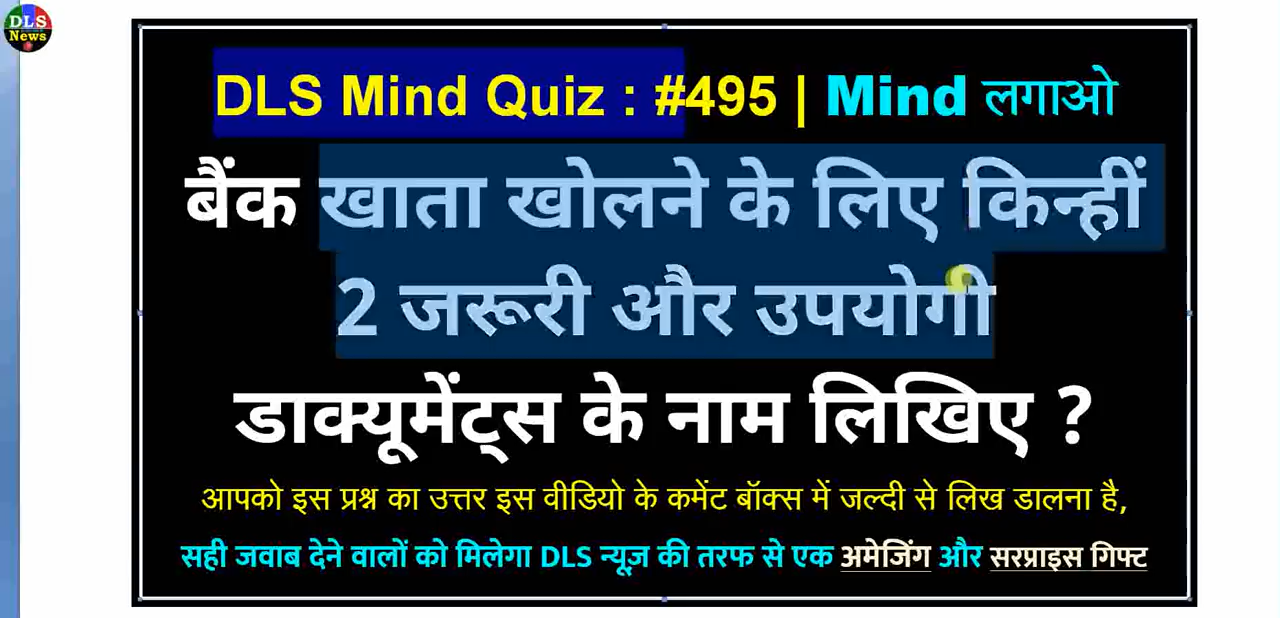 DLS
News
DLS Mind Quiz : #495 | Mind लगाओ
बैंक खाता खोलने के लिए किन्हीं
2 जरूरी और उपयोगी
डाक्यूमेंट्स के नाम लिखिए ?
आपको इस प्रश्न का उत्तर इस वीडियो के कमेंट बॉक्स में जल्दी से लिख डालना है,
सही जवाब देने वालों को मिलेगा DLS न्यूज़ की तरफ से एक अमेजिंग और सरप्राइस गिफ्ट